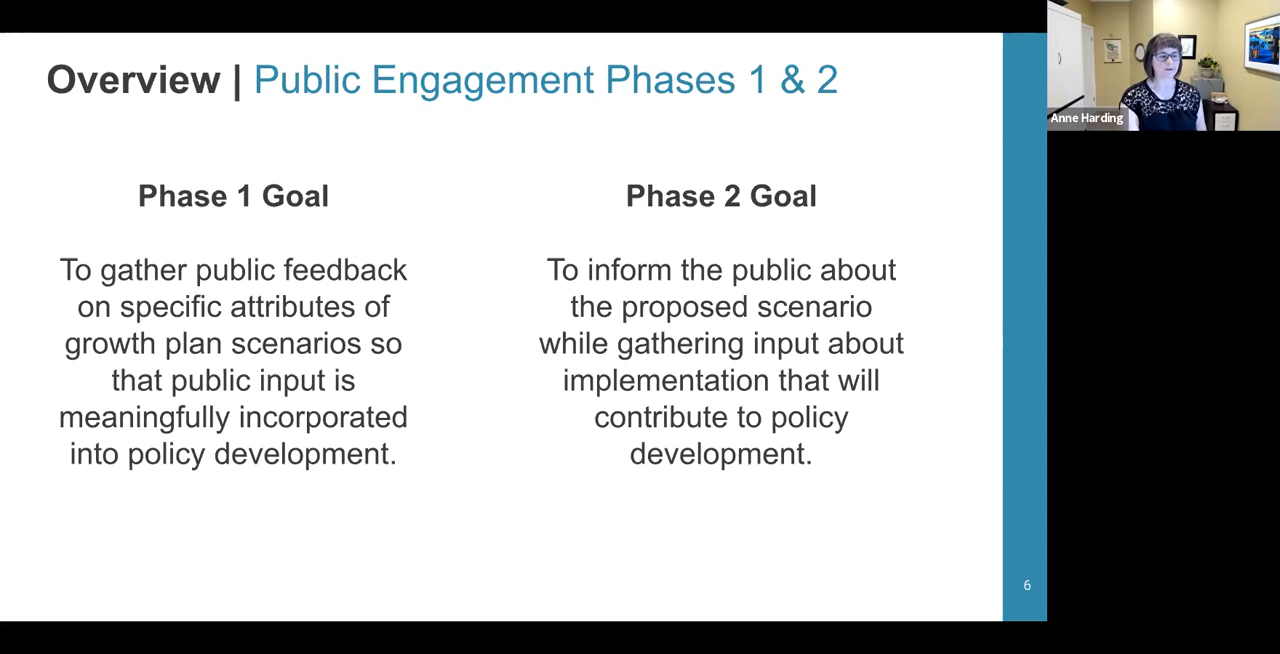 Overview | Public Engagement Phases 1 & 2
Anne Harding
Phase 1 Goal
To gather public feedback
on specific attributes of
growth plan scenarios so
that public input is
meaningfully incorporated
into policy development.
Phase 2 Goal
To inform the public about
the proposed scenario
while gathering input about
implementation that will
contribute to policy
development.
6